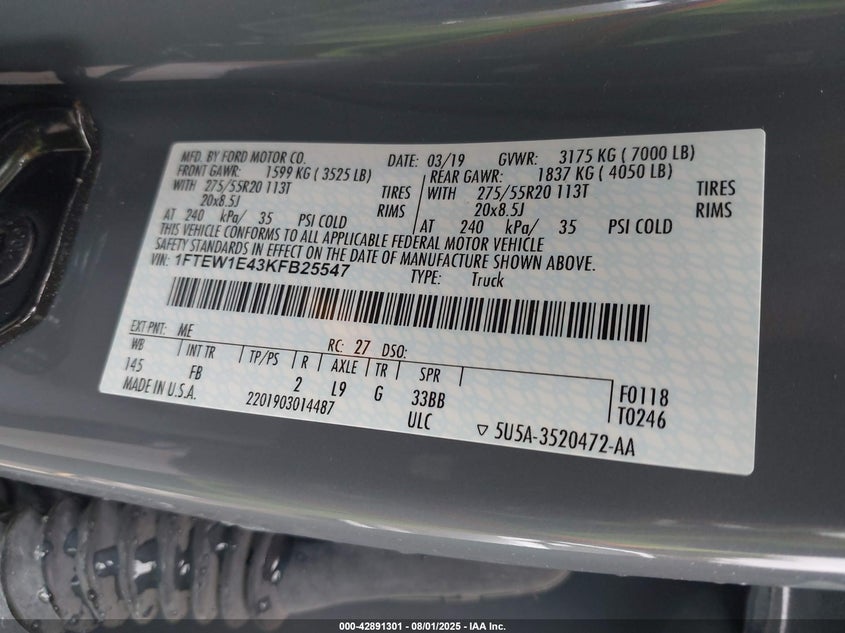 MFD. BY FORD MOTOR CO. DATE: 03/19 GVWR: 3175 KG ( 7000 LB)
FRONT GAWR: 1599 KG ( 3525 LB) REAR GAWR: 1837 KG ( 4050 LB)
WITH 275/55R20 113T TIRES WITH 275/55R20 113T TIRES
20x8.5J RIMS 20x8.5J RIMS
AT 240 kPa/ 35 PSI COLD AT 240 kPa/ 35 PSI COLD
THIS VEHICLE CONFORMS TO ALL APPLICABLE FEDERAL MOTOR VEHICLE
SAFETY STANDARDS IN EFFECT ON THE DATE OF MANUFACTURE SHOWN ABOVE.
VIN: 1FTEW1E43KFB25547 TYPE: Truck
EXT PNT: ME RC: 27 DSO:
WB INT TR TP/PS R AXLE TR SPR
145 FB 2 L9 G 33BB F0118
MADE IN U.S.A. 2201903014487 ULC T0246
▽ 5U5A-3520472-AA
000-42891301 - 08/01/2025 - IAA Inc.